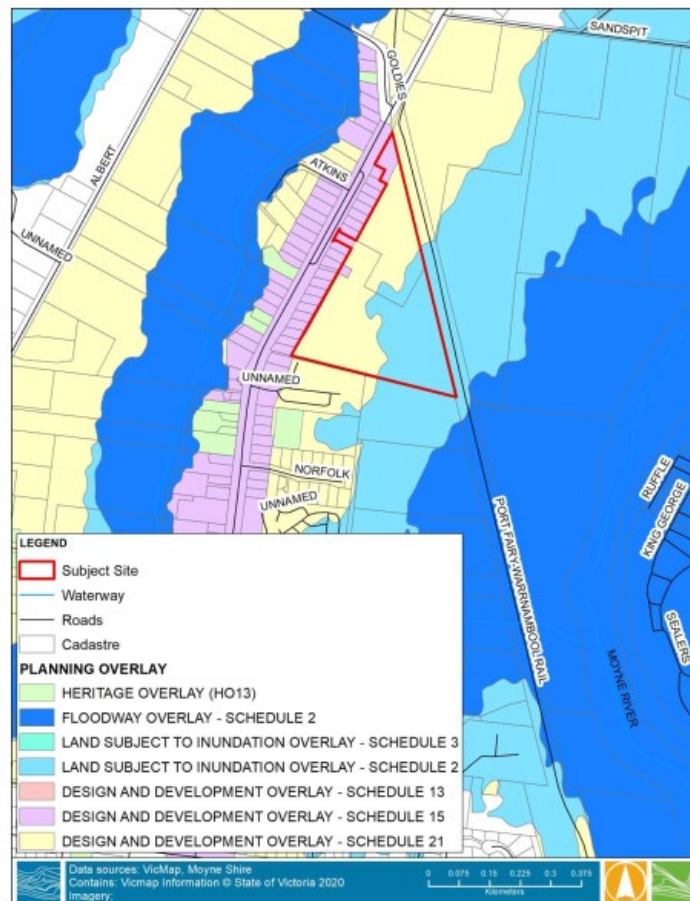 SANDSPIT
GOLDIES
ALBERT
ATKINS
UNNAMED
UNNAMED
NORFOLK
UNNAMED
RUFFLE
KING GEORGE
SEALERS
PORT FAIRY-WARRNAMBOOL RAIL
MOYNE RIVER
LEGEND
Subject Site
Waterway
Roads
Cadastre
PLANNING OVERLAY
HERITAGE OVERLAY (HO13)
FLOODWAY OVERLAY - SCHEDULE 2
LAND SUBJECT TO INUNDATION OVERLAY - SCHEDULE 3
LAND SUBJECT TO INUNDATION OVERLAY - SCHEDULE 2
DESIGN AND DEVELOPMENT OVERLAY - SCHEDULE 13
DESIGN AND DEVELOPMENT OVERLAY - SCHEDULE 15
DESIGN AND DEVELOPMENT OVERLAY - SCHEDULE 21
Data sources: VicMap, Moyne Shire
Contains: Vicmap Information © State of Victoria 2020
Imagery:
0 0.075 0.15 0.225 0.3 0.375
Kilometers